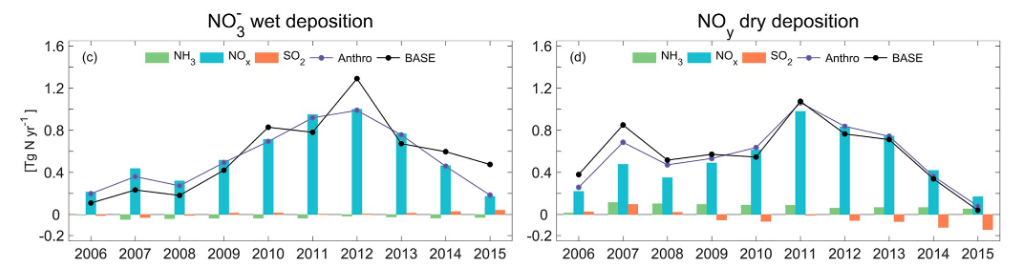 NO3- wet deposition
NOy dry deposition
(c) NH3 NOx SO2 Anthro BASE
(d) NH3 NOx SO2 Anthro BASE
[Tg N yr-1]
1.6
1.2
0.8
0.4
0
-0.2
2006 2007 2008 2009 2010 2011 2012 2013 2014 2015
1.6
1.2
0.8
0.4
0
-0.2
2006 2007 2008 2009 2010 2011 2012 2013 2014 2015